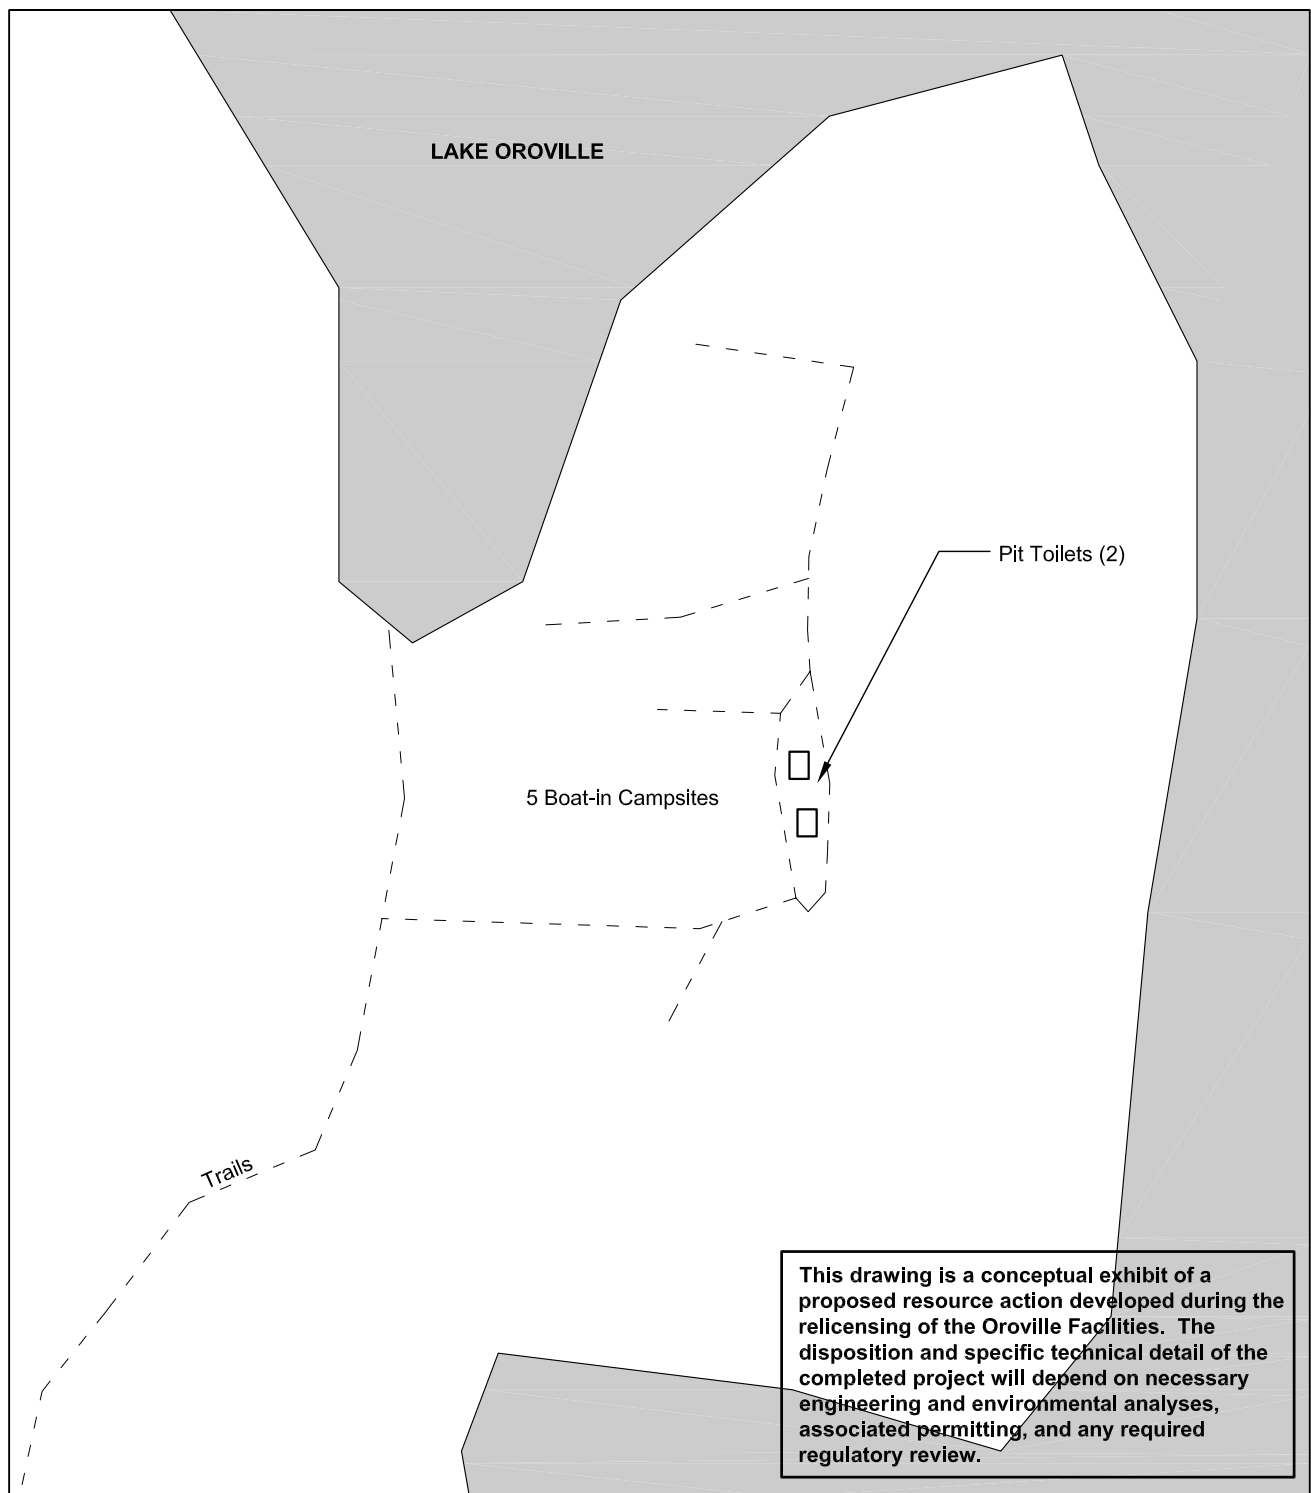 LAKE OROVILLE
Pit Toilets (2)
5 Boat-in Campsites
Trails
This drawing is a conceptual exhibit of a
proposed resource action developed during the
relicensing of the Oroville Facilities.  The
disposition and specific technical detail of the
completed project will depend on necessary
engineering and environmental analyses,
associated permitting, and any required
regulatory review.